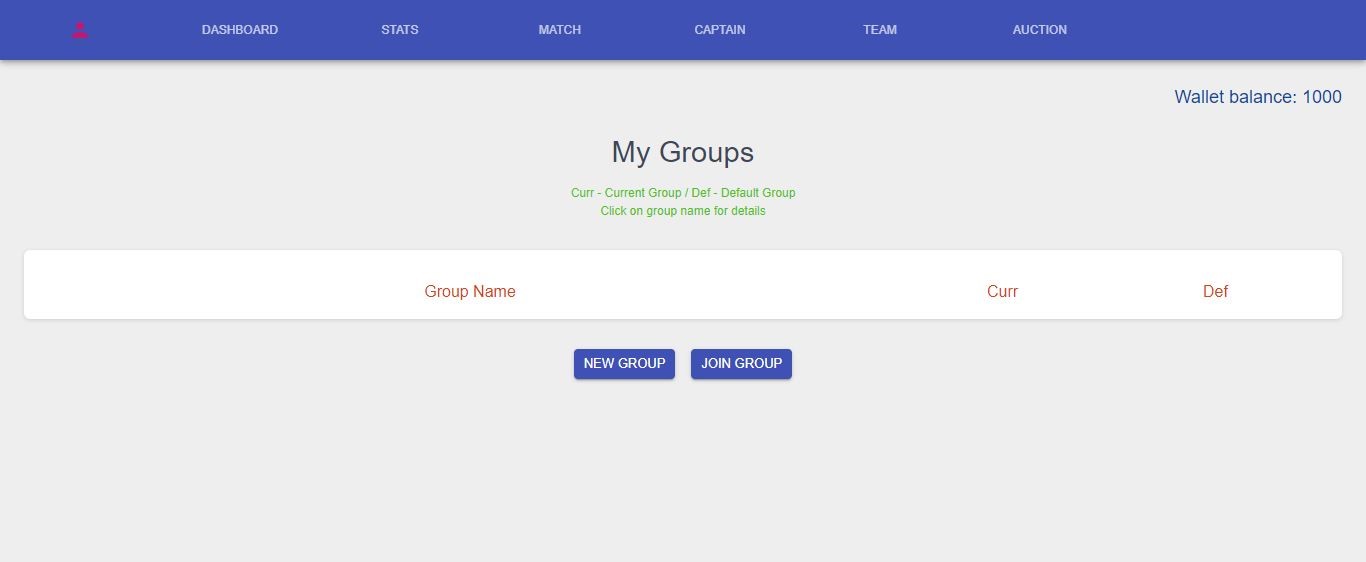 DASHBOARD STATS MATCH CAPTAIN TEAM AUCTION
Wallet balance: 1000
My Groups
Curr - Current Group / Def - Default Group
Click on group name for details
Group Name Curr Def
NEW GROUP JOIN GROUP